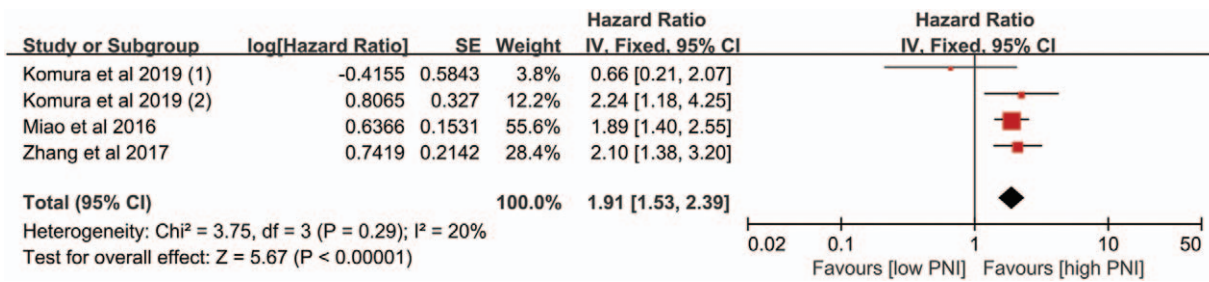 Hazard Ratio Hazard Ratio
Study or Subgroup log[Hazard Ratio] SE Weight IV, Fixed, 95% CI IV, Fixed, 95% CI
Komura et al 2019 (1) -0.4155 0.5843 3.8% 0.66 [0.21, 2.07]
Komura et al 2019 (2) 0.8065 0.327 12.2% 2.24 [1.18, 4.25]
Miao et al 2016 0.6366 0.1531 55.6% 1.89 [1.40, 2.55]
Zhang et al 2017 0.7419 0.2142 28.4% 2.10 [1.38, 3.20]
Total (95% CI) 100.0% 1.91 [1.53, 2.39]
Heterogeneity: Chi² = 3.75, df = 3 (P = 0.29); I² = 20%
Test for overall effect: Z = 5.67 (P < 0.00001)
0.02 0.1 1 10 50
Favours [low PNI] Favours [high PNI]